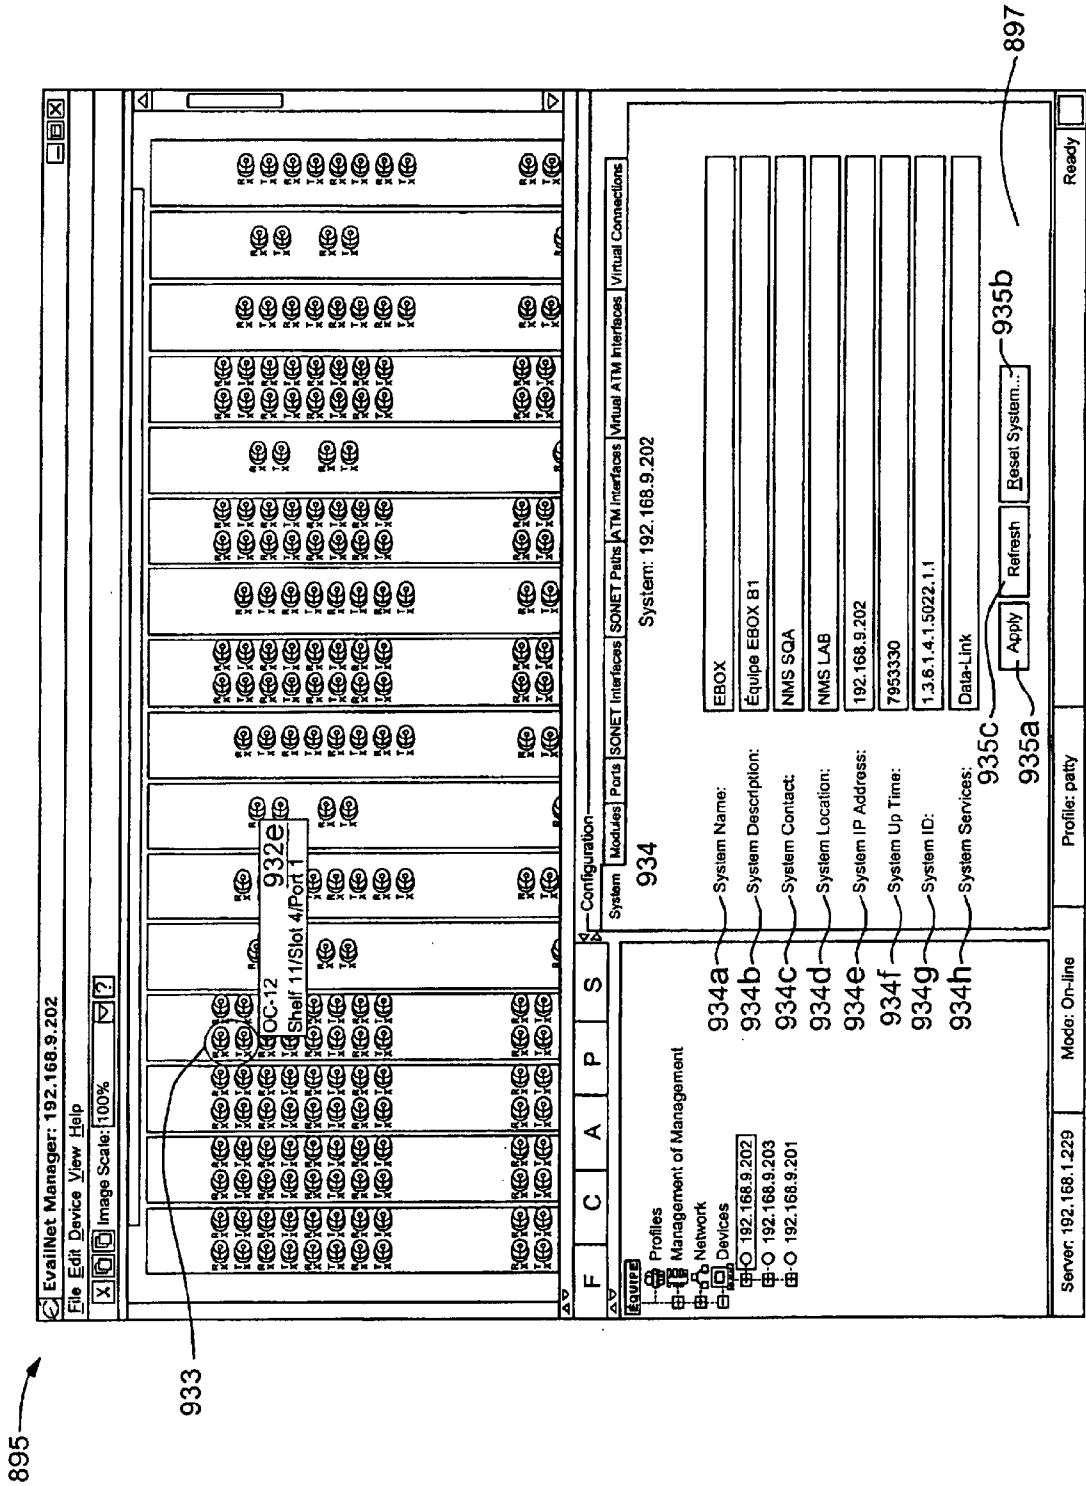 895
933
EvailNet Manager: 192.168.9.202
File Edit Device View Help
X Image Scale: 100% ?
OC-12
932e
Shelf 11/Slot 4/Port 1
F C A P S
Configuration
System Modules Ports SONET Interfaces SONET Paths ATM Interfaces Virtual ATM Interfaces Virtual Connections
ÉQUIPE
Profiles
Management of Management
Network
Devices
192.168.9.202
192.168.9.203
192.168.9.201
934
System: 192.168.9.202
934a System Name: EBOX
934b System Description: Équipe EBOX B1
934c System Contact: NMS SQA
934d System Location: NMS LAB
934e System IP Address: 192.168.9.202
934f System Up Time: 7953330
934g System ID: 1.3.6.1.4.1.5022.1.1
934h System Services: Data-Link
935c
935a
Apply Refresh Reset System...
935b
897
Server: 192.168.1.229 Mode: On-line Profile: patty Ready